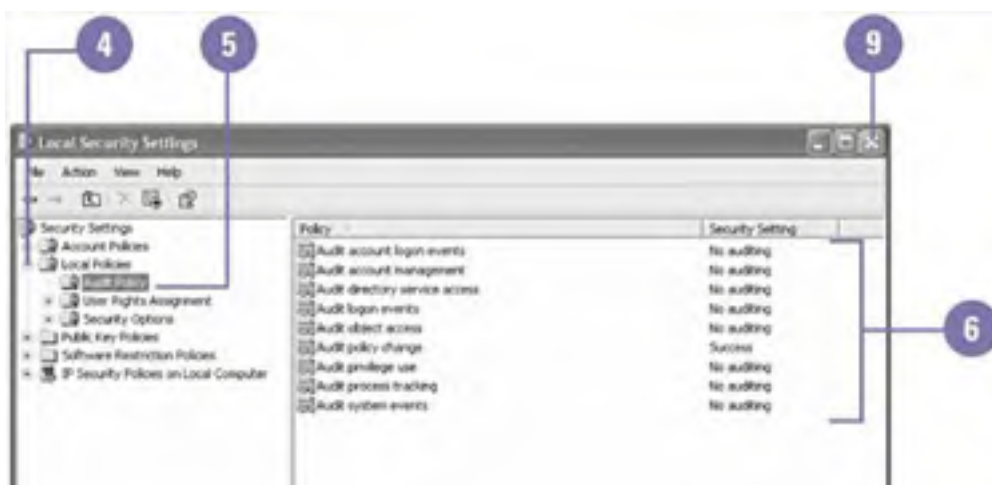 4
5
9
Local Security Settings
File Action View Help
Security Settings
Account Policies
Local Policies
Audit Policy
User Rights Assignment
Security Options
Public Key Policies
Software Restriction Policies
IP Security Policies on Local Computer
Policy Security Setting
Audit account logon events No auditing
Audit account management No auditing
Audit directory service access No auditing
Audit logon events No auditing
Audit object access No auditing
Audit policy change Success
Audit privilege use No auditing
Audit process tracking No auditing
Audit system events No auditing
6